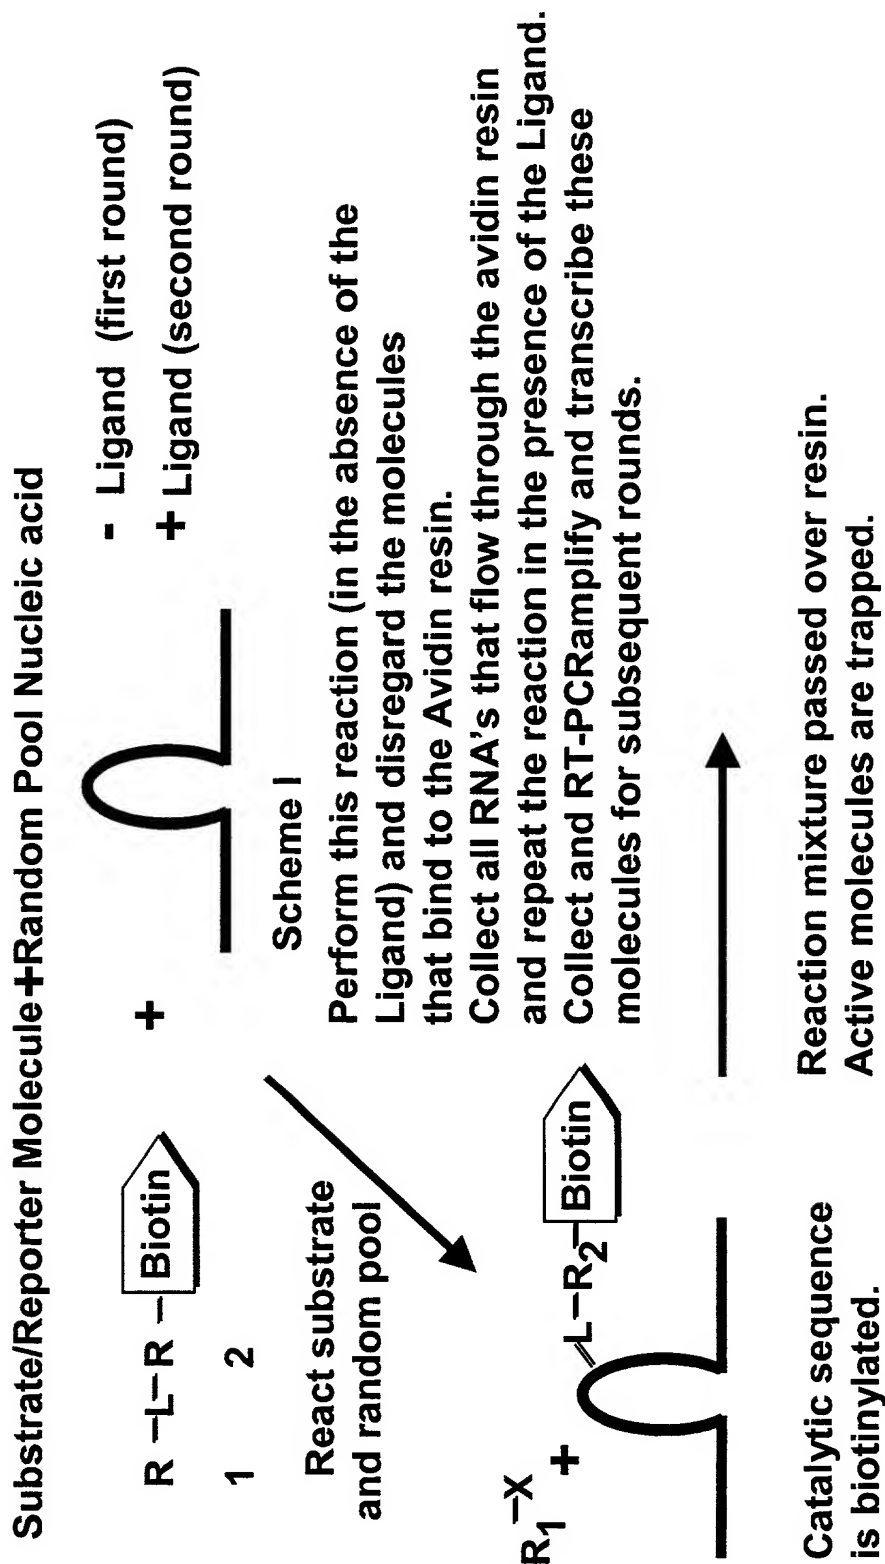 Substrate/Reporter Molecule+Random Pool Nucleic acid
R –L–R – Biotin
1 2
+
- Ligand (first round)
+ Ligand (second round)
Scheme I
React substrate
and random pool
Perform this reaction (in the absence of the
Ligand) and disregard the molecules
that bind to the Avidin resin.
Collect all RNA's that flow through the avidin resin
and repeat the reaction in the presence of the Ligand.
Collect and RT-PCRamplify and transcribe these
molecules for subsequent rounds.
R1–X
+
L–R2– Biotin
Catalytic sequence
is biotinylated.
Reaction mixture passed over resin.
Active molecules are trapped.